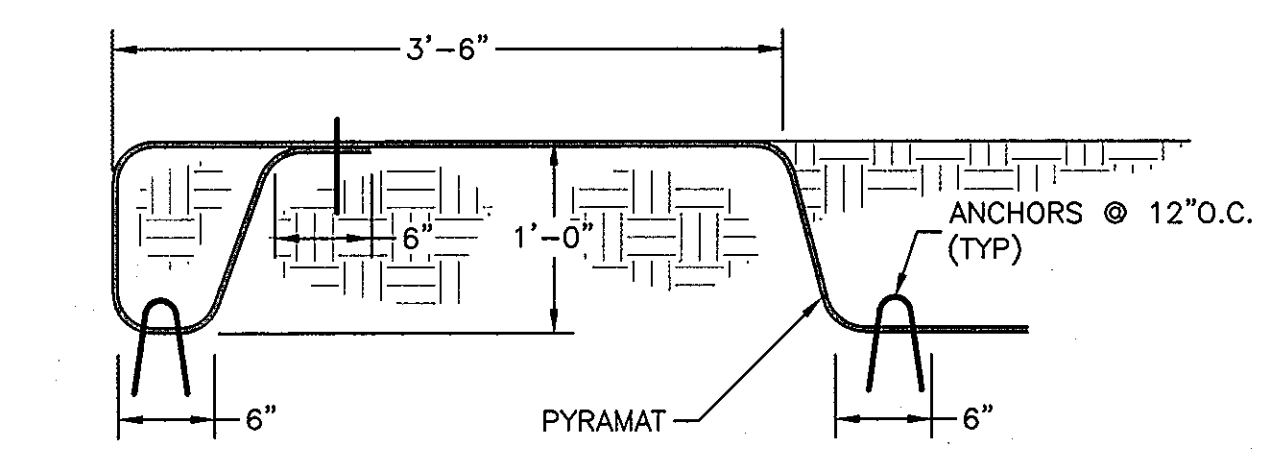 3'-6"
6"
1'-0"
ANCHORS @ 12"O.C.
(TYP)
6"
PYRAMAT
6"